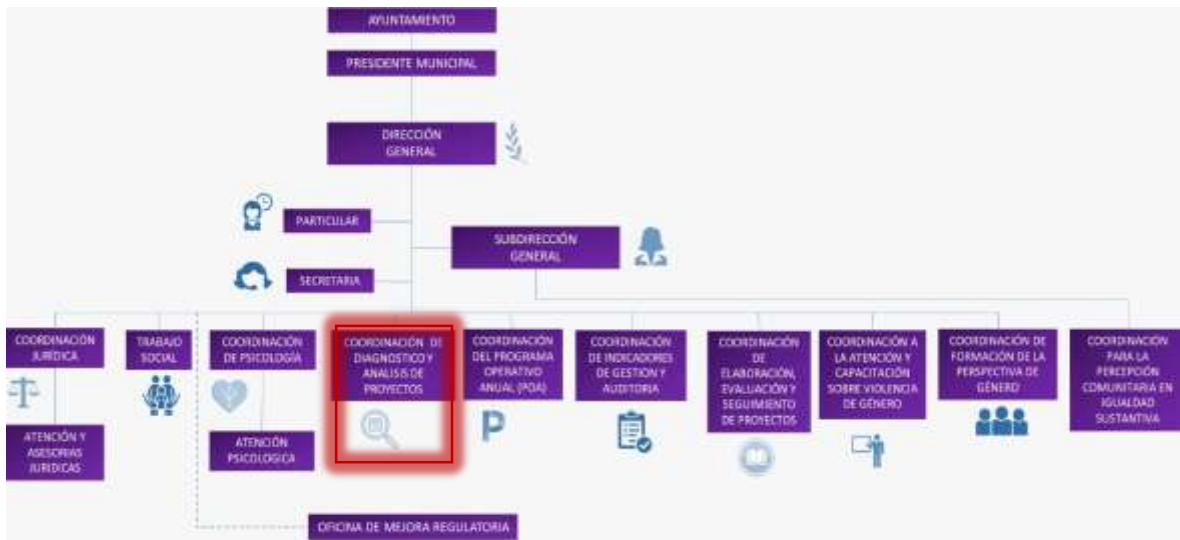 AYUNTAMIENTO
PRESIDENTE MUNICIPAL
DIRECCIÓN
GENERAL
PARTICULAR
SUBDIRECCIÓN
GENERAL
SECRETARIA
COORDINACIÓN
JURÍDICA
TRABAJO
SOCIAL
COORDINACIÓN
DE PSICOLOGÍA
COORDINACIÓN DE
DIAGNOSTICO Y
ANALISIS DE
PROYECTOS
COORDINACIÓN
DEL PROGRAMA
OPERATIVO
ANUAL (POA)
COORDINACIÓN
DE INDICADORES
DE GESTION Y
AUDITORIA
COORDINACIÓN
DE
ELABORACIÓN,
EVALUACIÓN Y
SEGUIMIENTO
DE PROYECTOS
COORDINACIÓN A
LA ATENCIÓN Y
CAPACITACIÓN
SOBRE VIOLENCIA
DE GÉNERO
COORDINACIÓN DE
FORMACIÓN DE LA
PERSPECTIVA DE
GÉNERO
COORDINACIÓN
PARA LA
PERCEPCIÓN
COMUNITARIA EN
IGUALDAD
SUSTANTIVA
P
ATENCIÓN Y
ASESORIAS
JURIDICAS
ATENCIÓN
PSICOLOGICA
OFICINA DE MEJORA REGULATORIA